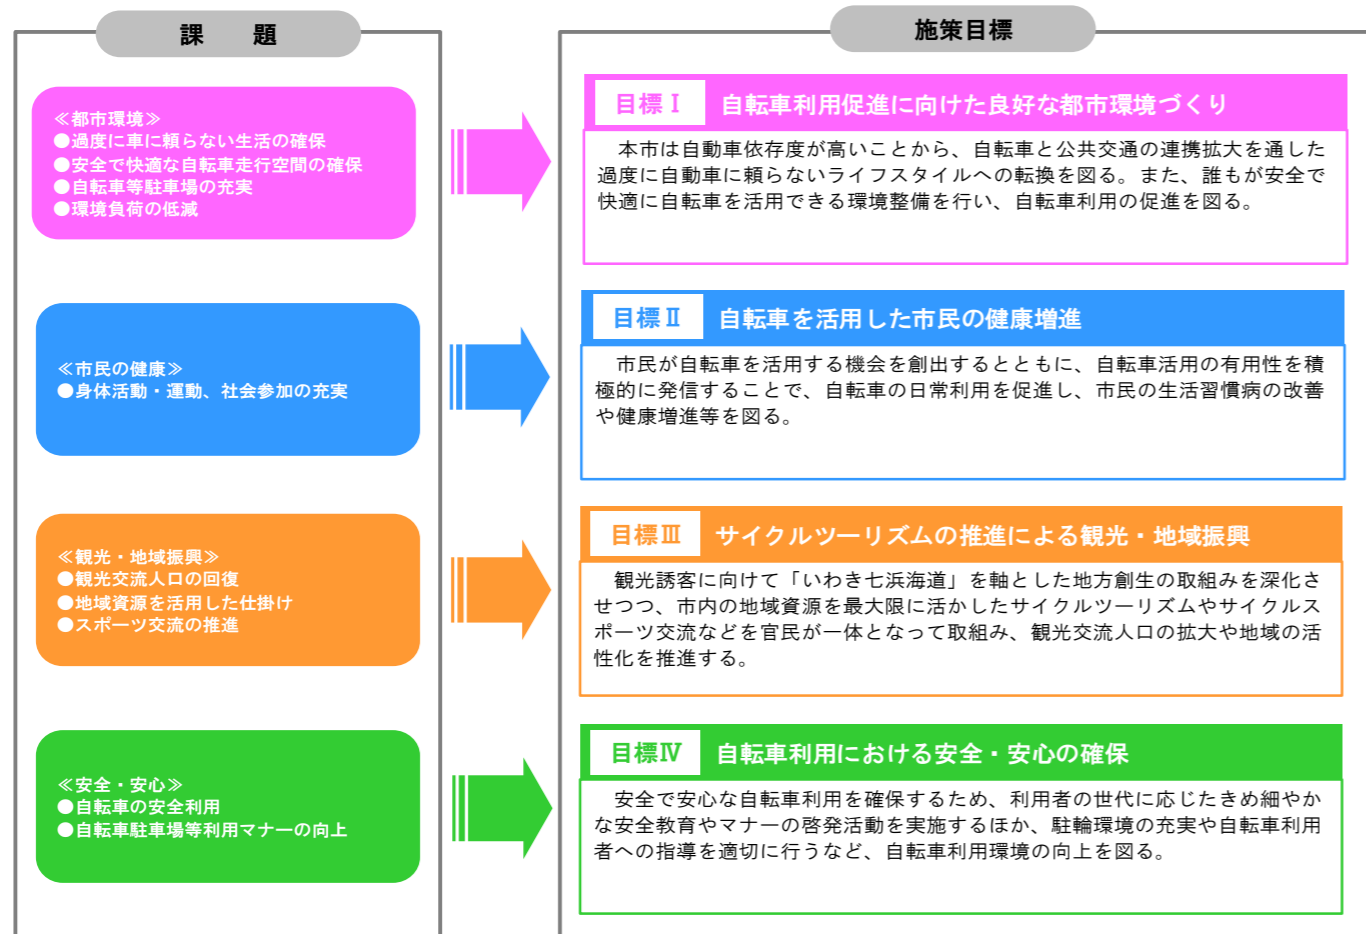 課　題
施策目標
≪都市環境≫
●過度に車に頼らない生活の確保
●安全で快適な自転車走行空間の確保
●自転車等駐車場の充実
●環境負荷の低減
目標Ⅰ 自転車利用促進に向けた良好な都市環境づくり
本市は自動車依存度が高いことから、自転車と公共交通の連携拡大を通した
過度に自動車に頼らないライフスタイルへの転換を図る。また、誰もが安全で
快適に自転車を活用できる環境整備を行い、自転車利用の促進を図る。
≪市民の健康≫
●身体活動・運動、社会参加の充実
目標Ⅱ 自転車を活用した市民の健康増進
市民が自転車を活用する機会を創出するとともに、自転車活用の有用性を積
極的に発信することで、自転車の日常利用を促進し、市民の生活習慣病の改善
や健康増進等を図る。
≪観光・地域振興≫
●観光交流人口の回復
●地域資源を活用した仕掛け
●スポーツ交流の推進
目標Ⅲ サイクルツーリズムの推進による観光・地域振興
観光誘客に向けて「いわき七浜海道」を軸とした地方創生の取組みを深化さ
せつつ、市内の地域資源を最大限に活かしたサイクルツーリズムやサイクルス
ポーツ交流などを官民が一体となって取組み、観光交流人口の拡大や地域の活
性化を推進する。
≪安全・安心≫
●自転車の安全利用
●自転車駐車場等利用マナーの向上
目標Ⅳ 自転車利用における安全・安心の確保
安全で安心な自転車利用を確保するため、利用者の世代に応じたきめ細やか
な安全教育やマナーの啓発活動を実施するほか、駐輪環境の充実や自転車利用
者への指導を適切に行うなど、自転車利用環境の向上を図る。